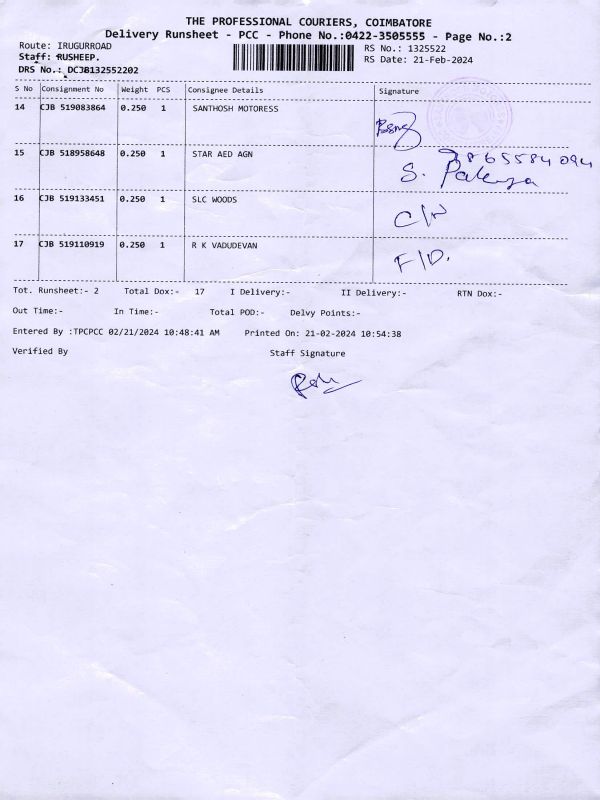 THE PROFESSIONAL COURIERS, COIMBATORE
Delivery Runsheet - PCC - Phone No.:0422-3505555 - Page No.:2
Route: IRUGURROAD RS No.: 1325522
Staff: RUSHEEP. RS Date: 21-Feb-2024
DRS No.: DCJB132552202
S No Consignment No Weight PCS Consignee Details Signature
14 CJB 519083864 0.250 1 SANTHOSH MOTORESS
15 CJB 518958648 0.250 1 STAR AED AGN
16 CJB 519133451 0.250 1 SLC WOODS C/N
17 CJB 519110919 0.250 1 R K VADUDEVAN F/D.
Tot. Runsheet:- 2 Total Dox:- 17 I Delivery:- II Delivery:- RTN Dox:-
Out Time:- In Time:- Total POD:- Delvy Points:-
Entered By :TPCPCC 02/21/2024 10:48:41 AM Printed On: 21-02-2024 10:54:38
Verified By Staff Signature